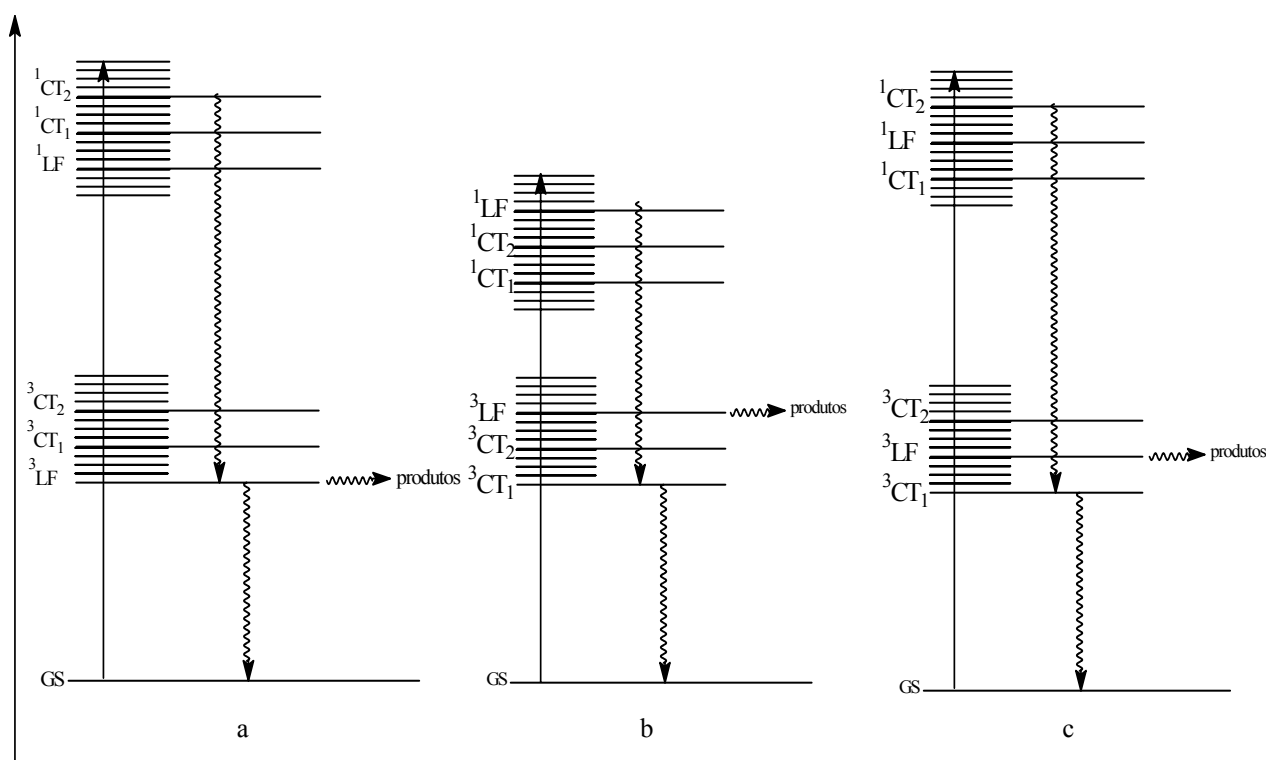 ¹CT₂
¹CT₁
¹LF
³CT₂
³CT₁
³LF
produtos
GS
a
¹LF
¹CT₂
¹CT₁
³LF
produtos
³CT₂
³CT₁
GS
b
¹CT₂
¹LF
¹CT₁
³CT₂
³LF
produtos
³CT₁
GS
c